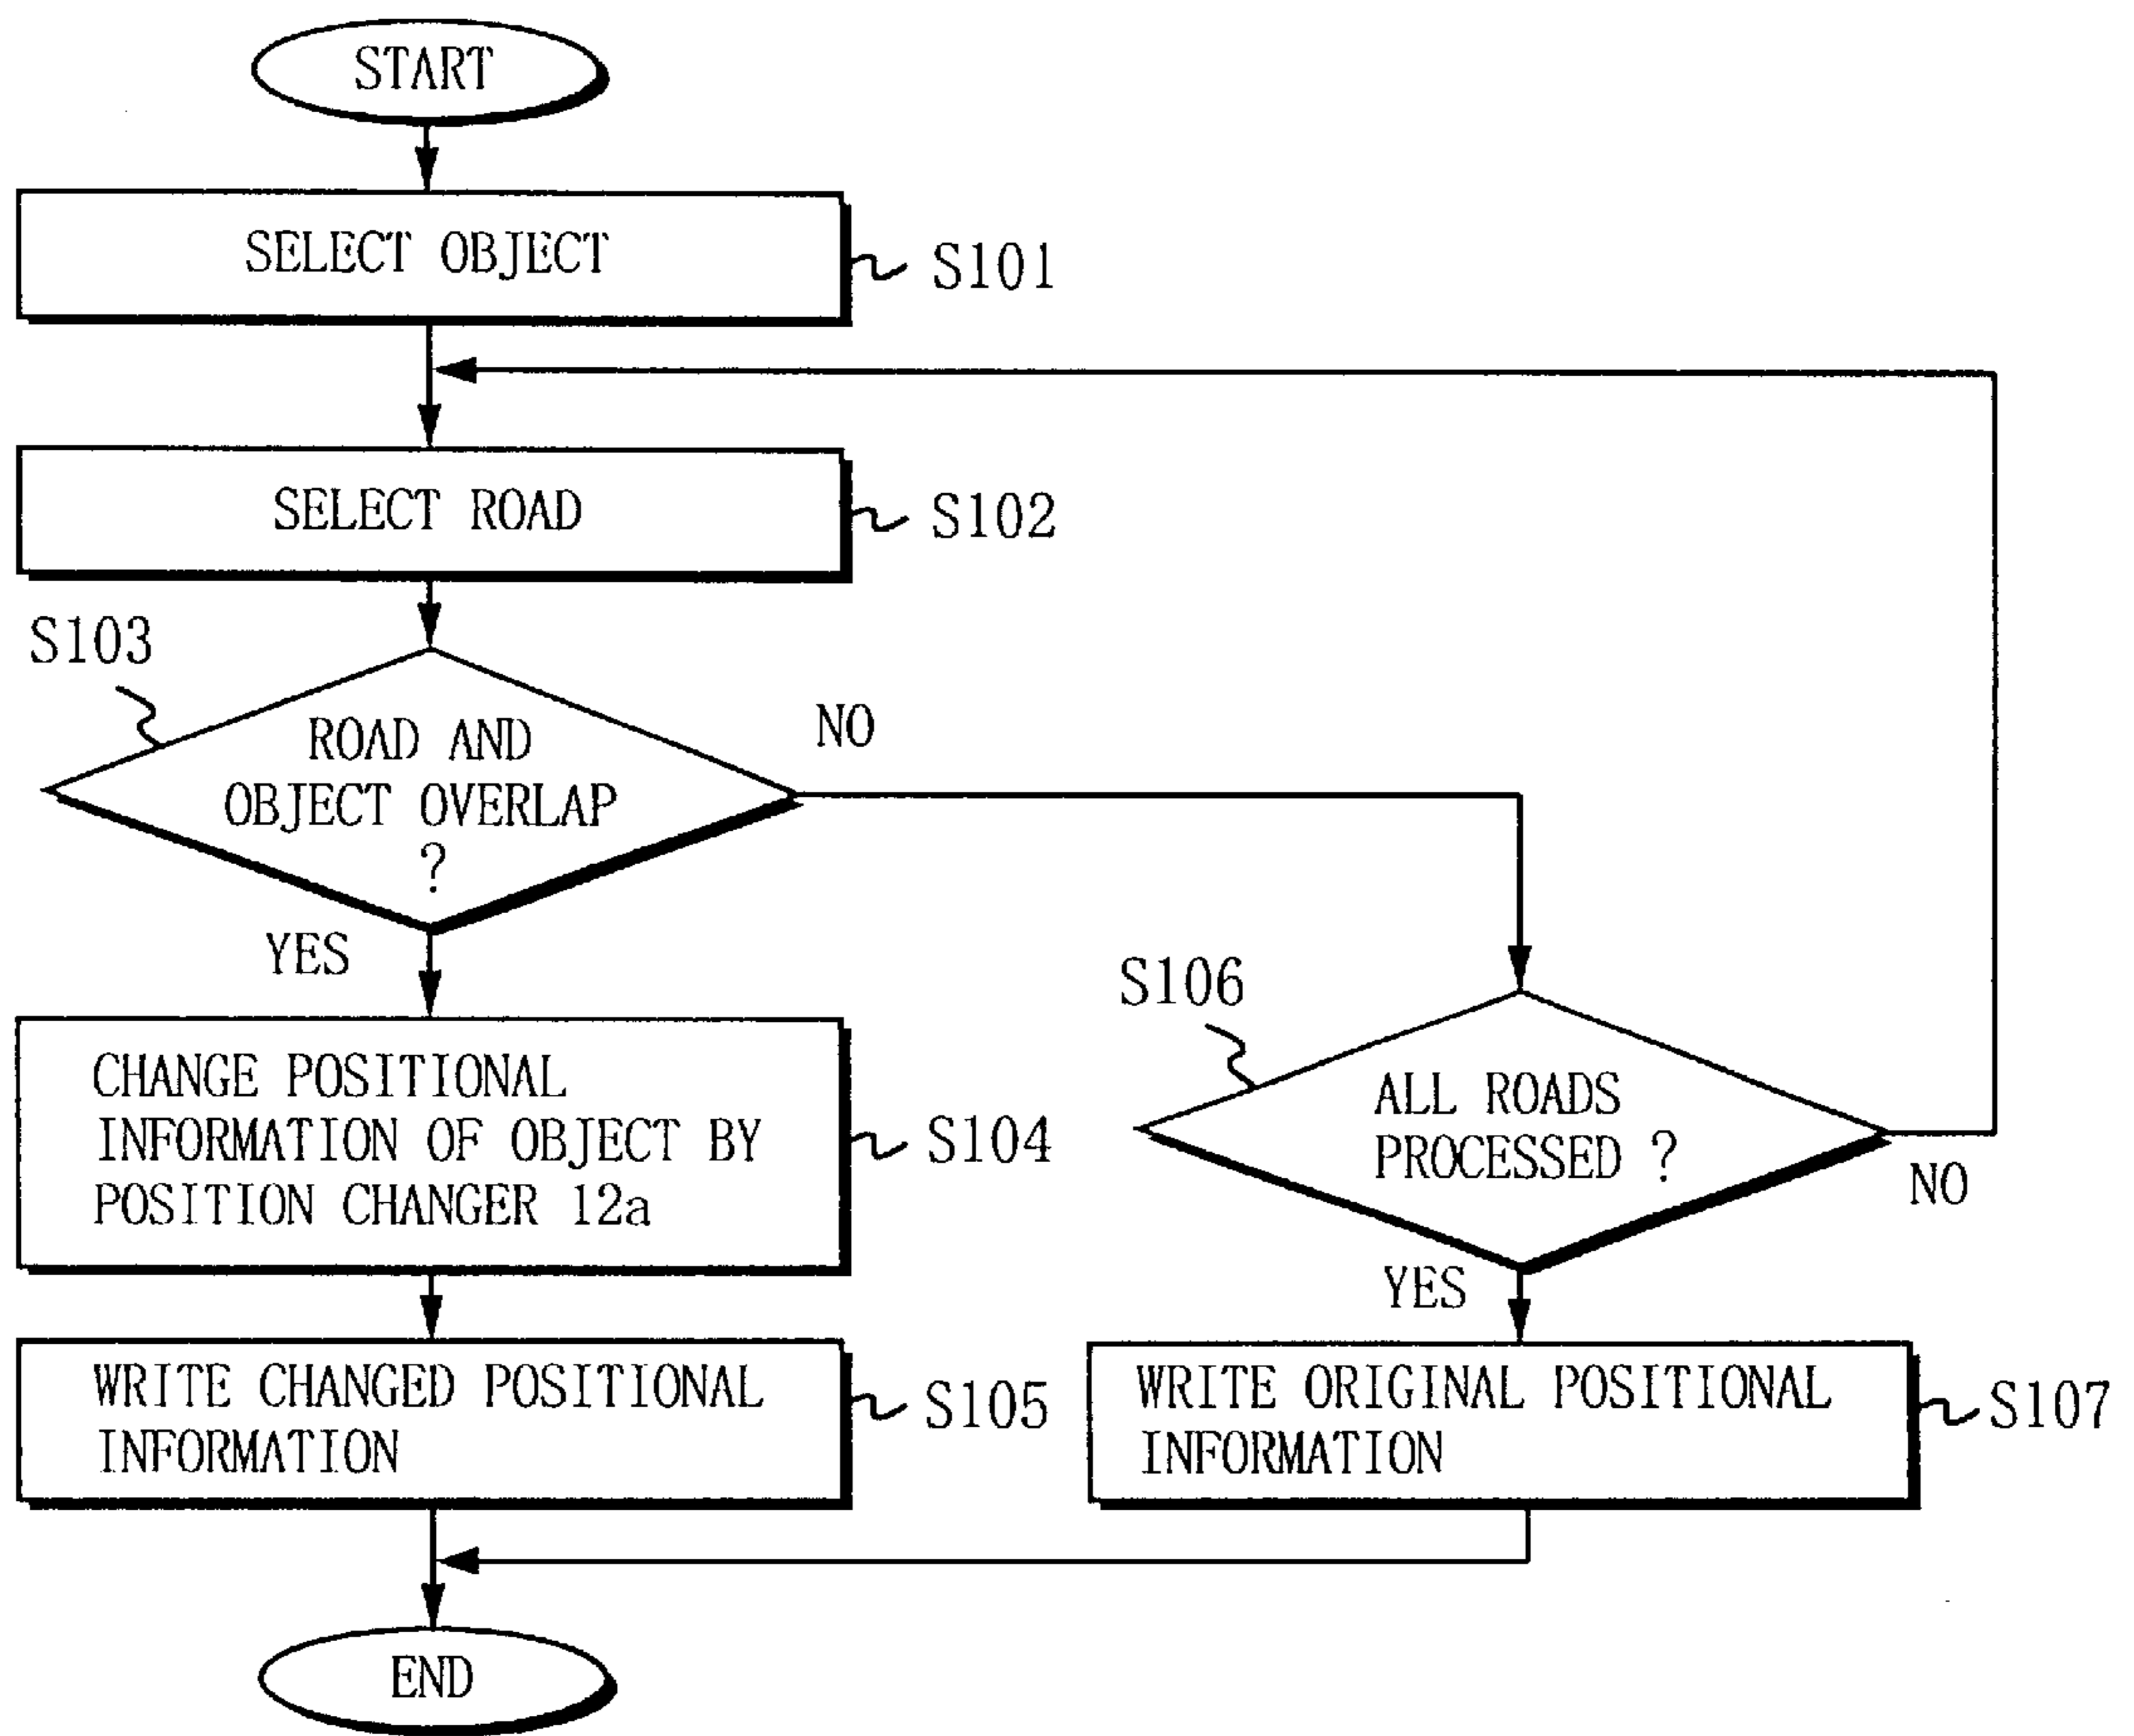 START
SELECT OBJECT
S101
SELECT ROAD
S102
S103
ROAD AND
OBJECT OVERLAP
?
NO
YES
CHANGE POSITIONAL
INFORMATION OF OBJECT BY
POSITION CHANGER 12a
S104
S106
ALL ROADS
PROCESSED ?
NO
YES
WRITE CHANGED POSITIONAL
INFORMATION
S105
WRITE ORIGINAL POSITIONAL
INFORMATION
S107
END